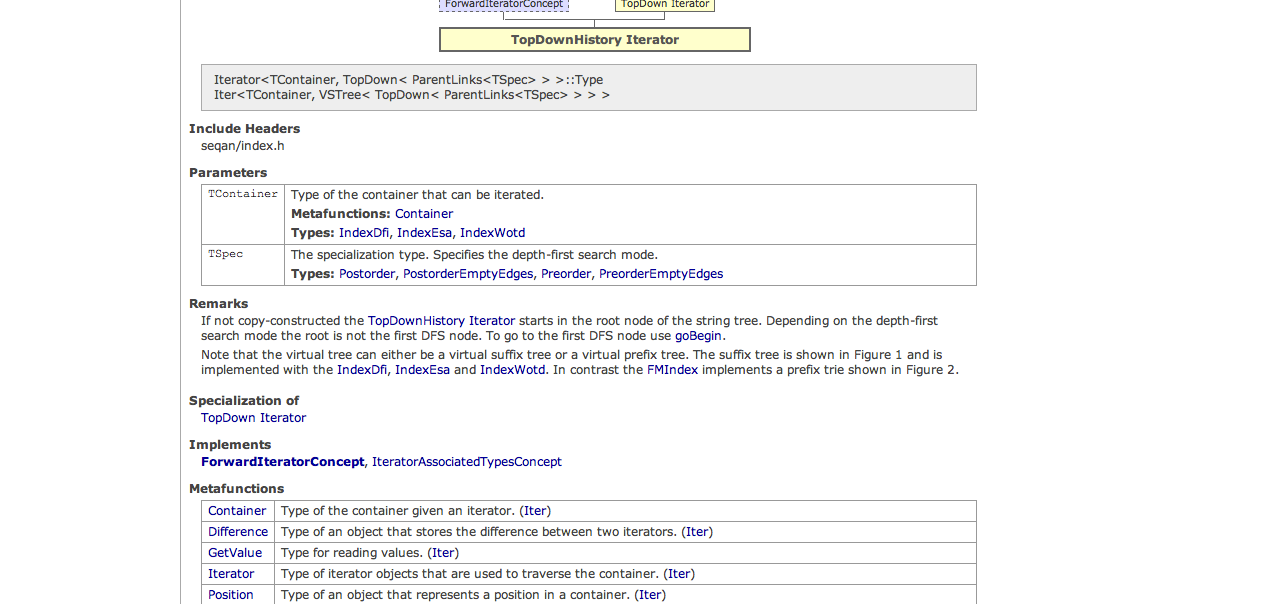 ForwardIteratorConcept TopDown Iterator
TopDownHistory Iterator
Iterator<TContainer, TopDown< ParentLinks<TSpec> > >::Type
Iter<TContainer, VSTree< TopDown< ParentLinks<TSpec> > > >
Include Headers
seqan/index.h
Parameters
TContainer Type of the container that can be iterated.
Metafunctions: Container
Types: IndexDfi, IndexEsa, IndexWotd
TSpec The specialization type. Specifies the depth-first search mode.
Types: Postorder, PostorderEmptyEdges, Preorder, PreorderEmptyEdges
Remarks
If not copy-constructed the TopDownHistory Iterator starts in the root node of the string tree. Depending on the depth-first
search mode the root is not the first DFS node. To go to the first DFS node use goBegin.
Note that the virtual tree can either be a virtual suffix tree or a virtual prefix tree. The suffix tree is shown in Figure 1 and is
implemented with the IndexDfi, IndexEsa and IndexWotd. In contrast the FMIndex implements a prefix trie shown in Figure 2.
Specialization of
TopDown Iterator
Implements
ForwardIteratorConcept, IteratorAssociatedTypesConcept
Metafunctions
Container Type of the container given an iterator. (Iter)
Difference Type of an object that stores the difference between two iterators. (Iter)
GetValue Type for reading values. (Iter)
Iterator Type of iterator objects that are used to traverse the container. (Iter)
Position Type of an object that represents a position in a container. (Iter)